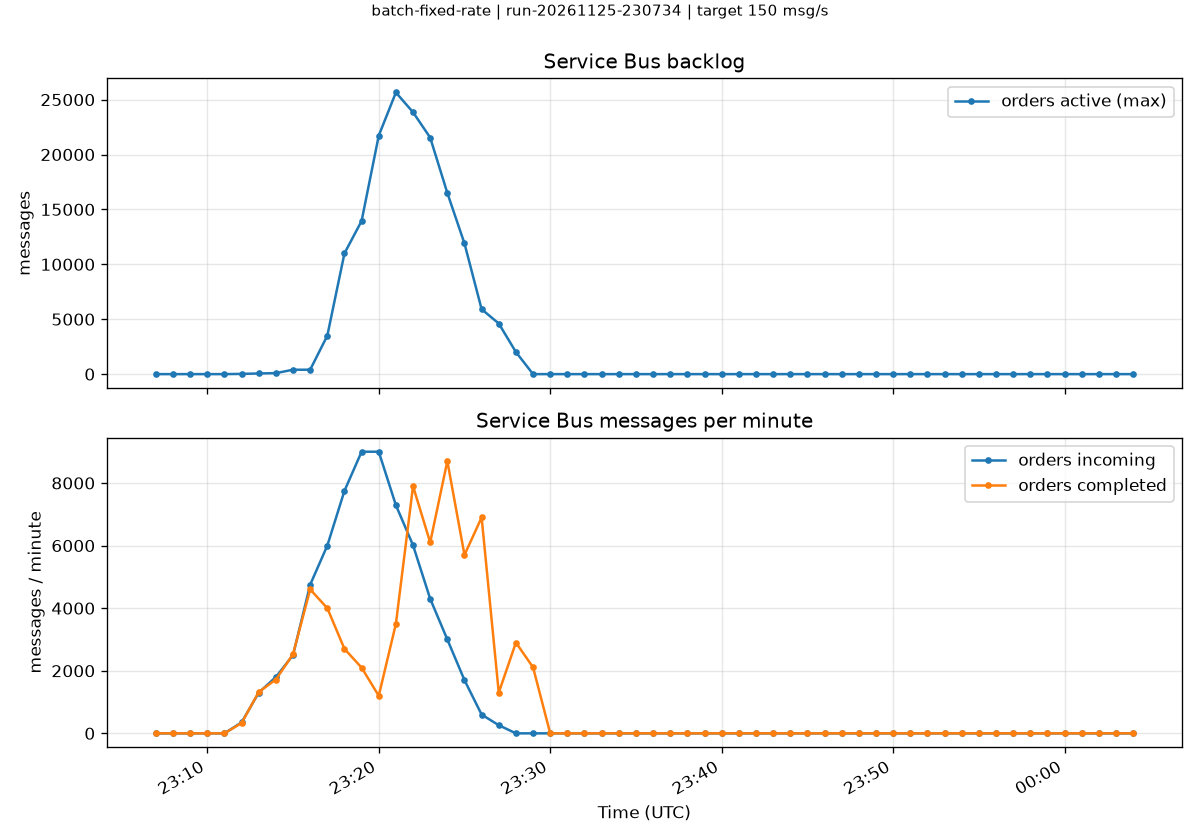 batch-fixed-rate | run-20261125-230734 | target 150 msg/s
Service Bus backlog
orders active (max)
25000
20000
15000
10000
5000
0
messages
Service Bus messages per minute
orders incoming
orders completed
8000
6000
4000
2000
0
messages / minute
23:10
23:20
23:30
23:40
23:50
00:00
Time (UTC)